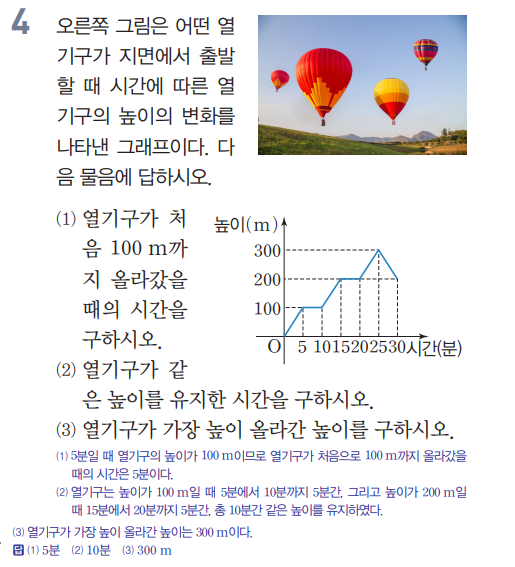 4
오른쪽 그림은 어떤 열
기구가 지면에서 출발
할 때 시간에 따른 열
기구의 높이의 변화를
나타낸 그래프이다. 다
음 물음에 답하시오.
(1) 열기구가 처
음 100 m까
지 올라갔을
때의 시간을
구하시오.
높이(m)
300
200
100
O 5 10 15 20 25 30 시간(분)
(2) 열기구가 같
은 높이를 유지한 시간을 구하시오.
(3) 열기구가 가장 높이 올라간 높이를 구하시오.
(1) 5분일 때 열기구의 높이가 100 m이므로 열기구가 처음으로 100 m까지 올라갔을
때의 시간은 5분이다.
(2) 열기구는 높이가 100 m일 때 5분에서 10분까지 5분간, 그리고 높이가 200 m일
때 15분에서 20분까지 5분간, 총 10분간 같은 높이를 유지하였다.
(3) 열기구가 가장 높이 올라간 높이는 300 m이다.
답 (1) 5분 (2) 10분 (3) 300 m